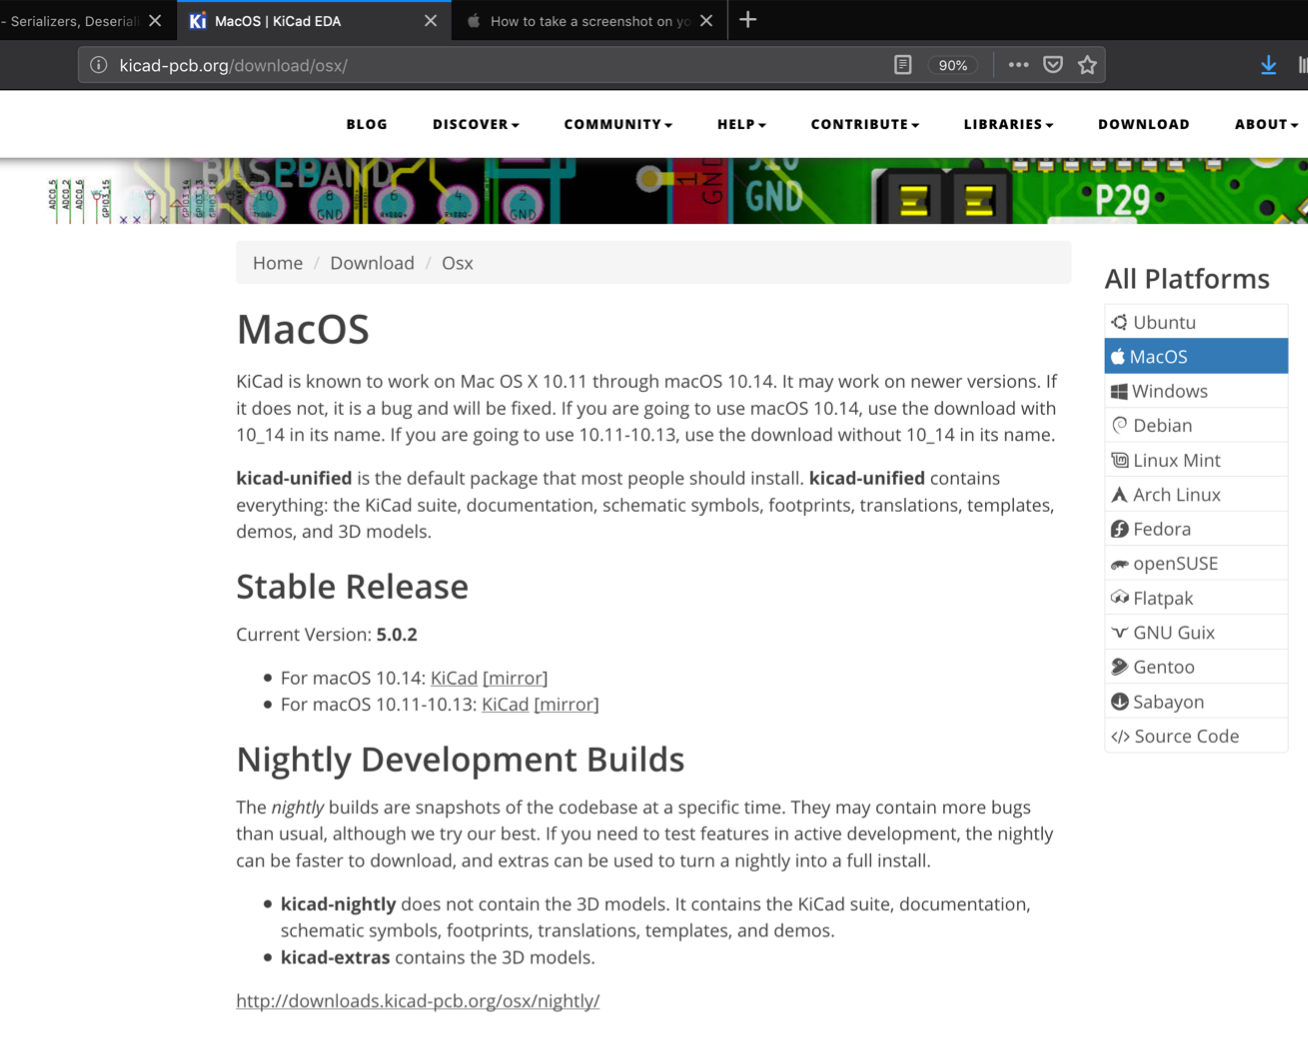 - Serializers, Deseriali
Ki MacOS | KiCad EDA
How to take a screenshot on yo
kicad-pcb.org/download/osx/
90%
BLOG DISCOVER COMMUNITY HELP CONTRIBUTE LIBRARIES DOWNLOAD ABOUT
ADC0_5
ADC0_2
ADC0_6
GPIO3_15
BASEBAND
10 8 6 4 2
GND
GND
1
GND
GND
P29
Home / Download / Osx
MacOS
KiCad is known to work on Mac OS X 10.11 through macOS 10.14. It may work on newer versions. If
it does not, it is a bug and will be fixed. If you are going to use macOS 10.14, use the download with
10_14 in its name. If you are going to use 10.11-10.13, use the download without 10_14 in its name.
kicad-unified is the default package that most people should install. kicad-unified contains
everything: the KiCad suite, documentation, schematic symbols, footprints, translations, templates,
demos, and 3D models.
Stable Release
Current Version: 5.0.2
• For macOS 10.14: KiCad [mirror]
• For macOS 10.11-10.13: KiCad [mirror]
Nightly Development Builds
The nightly builds are snapshots of the codebase at a specific time. They may contain more bugs
than usual, although we try our best. If you need to test features in active development, the nightly
can be faster to download, and extras can be used to turn a nightly into a full install.
• kicad-nightly does not contain the 3D models. It contains the KiCad suite, documentation,
schematic symbols, footprints, translations, templates, and demos.
• kicad-extras contains the 3D models.
http://downloads.kicad-pcb.org/osx/nightly/
All Platforms
Ubuntu
MacOS
Windows
Debian
Linux Mint
Arch Linux
Fedora
openSUSE
Flatpak
GNU Guix
Gentoo
Sabayon
</> Source Code